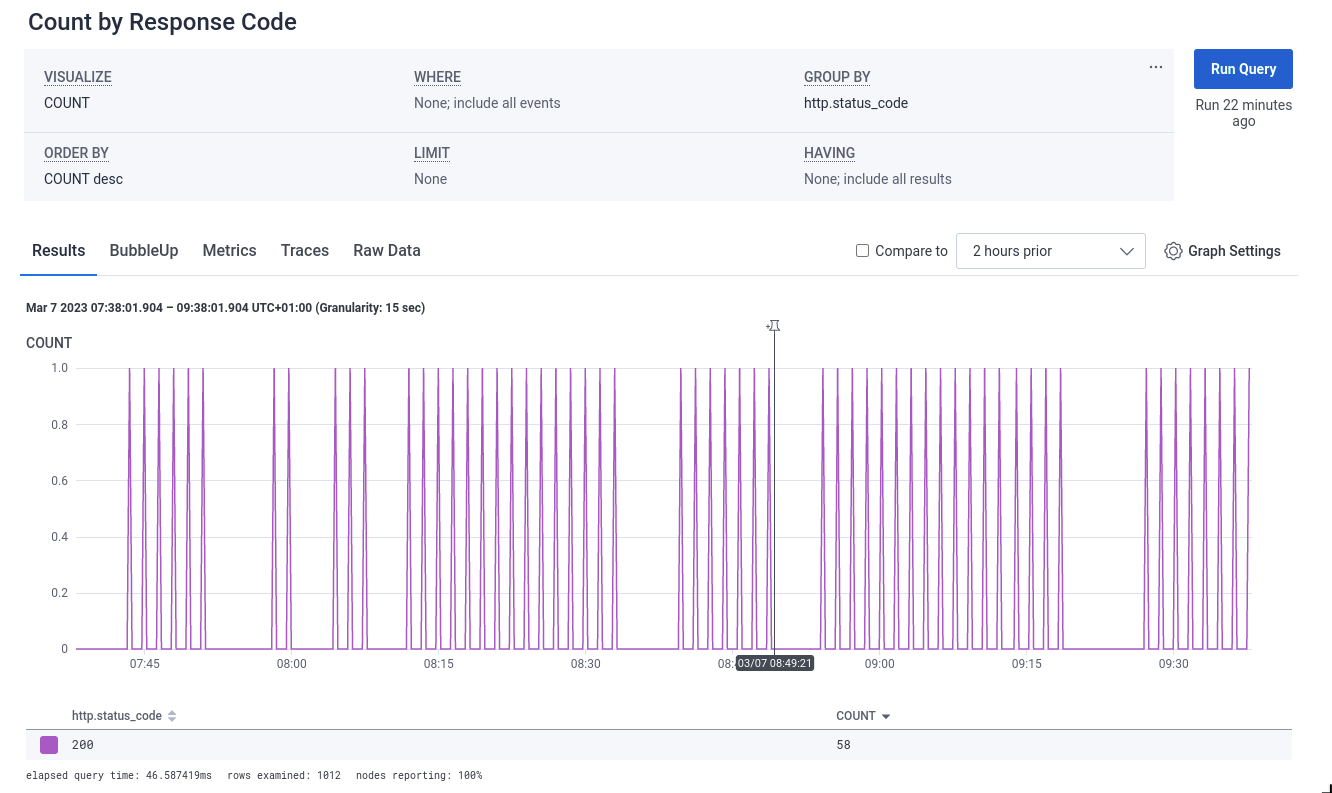 Count by Response Code
VISUALIZE
COUNT
WHERE
None; include all events
GROUP BY
http.status_code
...
Run Query
Run 22 minutes
ago
ORDER BY
COUNT desc
LIMIT
None
HAVING
None; include all results
Results BubbleUp Metrics Traces Raw Data
Compare to 2 hours prior Graph Settings
Mar 7 2023 07:38:01.904 – 09:38:01.904 UTC+01:00 (Granularity: 15 sec)
COUNT
1.0
0.8
0.6
0.4
0.2
0
07:45 08:00 08:15 08:30 08: 03/07 08:49:21 09:00 09:15 09:30
http.status_code COUNT
200 58
elapsed query time: 46.587419ms rows examined: 1012 nodes reporting: 100%